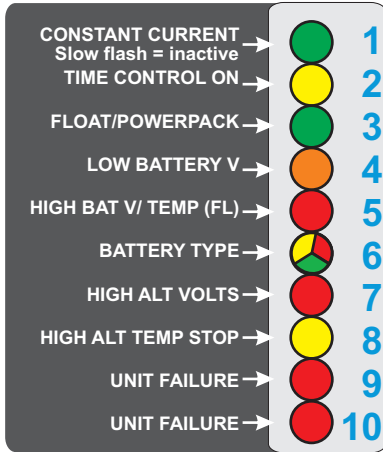 CONSTANT CURRENT 1
Slow flash = inactive
TIME CONTROL ON 2
FLOAT/POWERPACK 3
LOW BATTERY V 4
HIGH BAT V/ TEMP (FL) 5
BATTERY TYPE 6
HIGH ALT VOLTS 7
HIGH ALT TEMP STOP 8
UNIT FAILURE 9
UNIT FAILURE 10